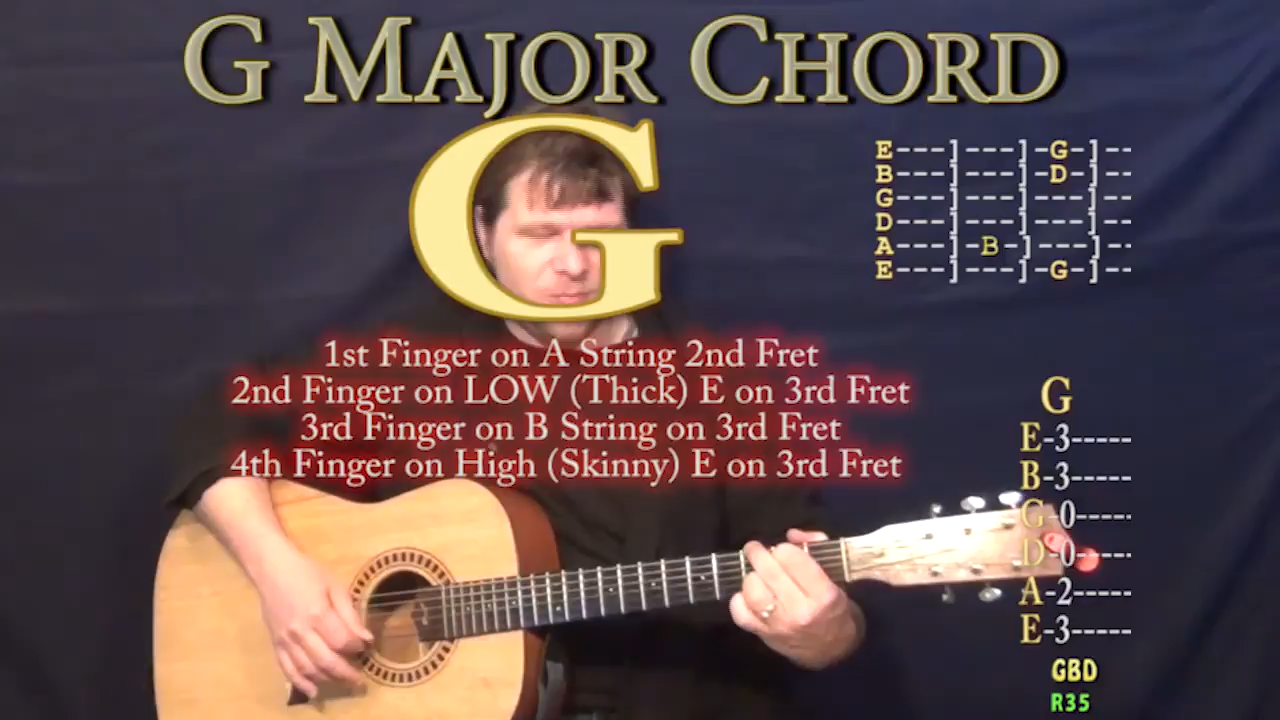 G MAJOR CHORD
G
E---]---]-G-]--
B---]---]-D-]--
G---]---]---]--
D---]---]---]--
A---]-B-]---]--
E---]---]-G-]--
1st Finger on A String 2nd Fret
2nd Finger on LOW (Thick) E on 3rd Fret
3rd Finger on B String on 3rd Fret
4th Finger on High (Skinny) E on 3rd Fret
G
E-3-----
B-3-----
G-0-----
D-0-----
A-2-----
E-3-----
GBD
R35